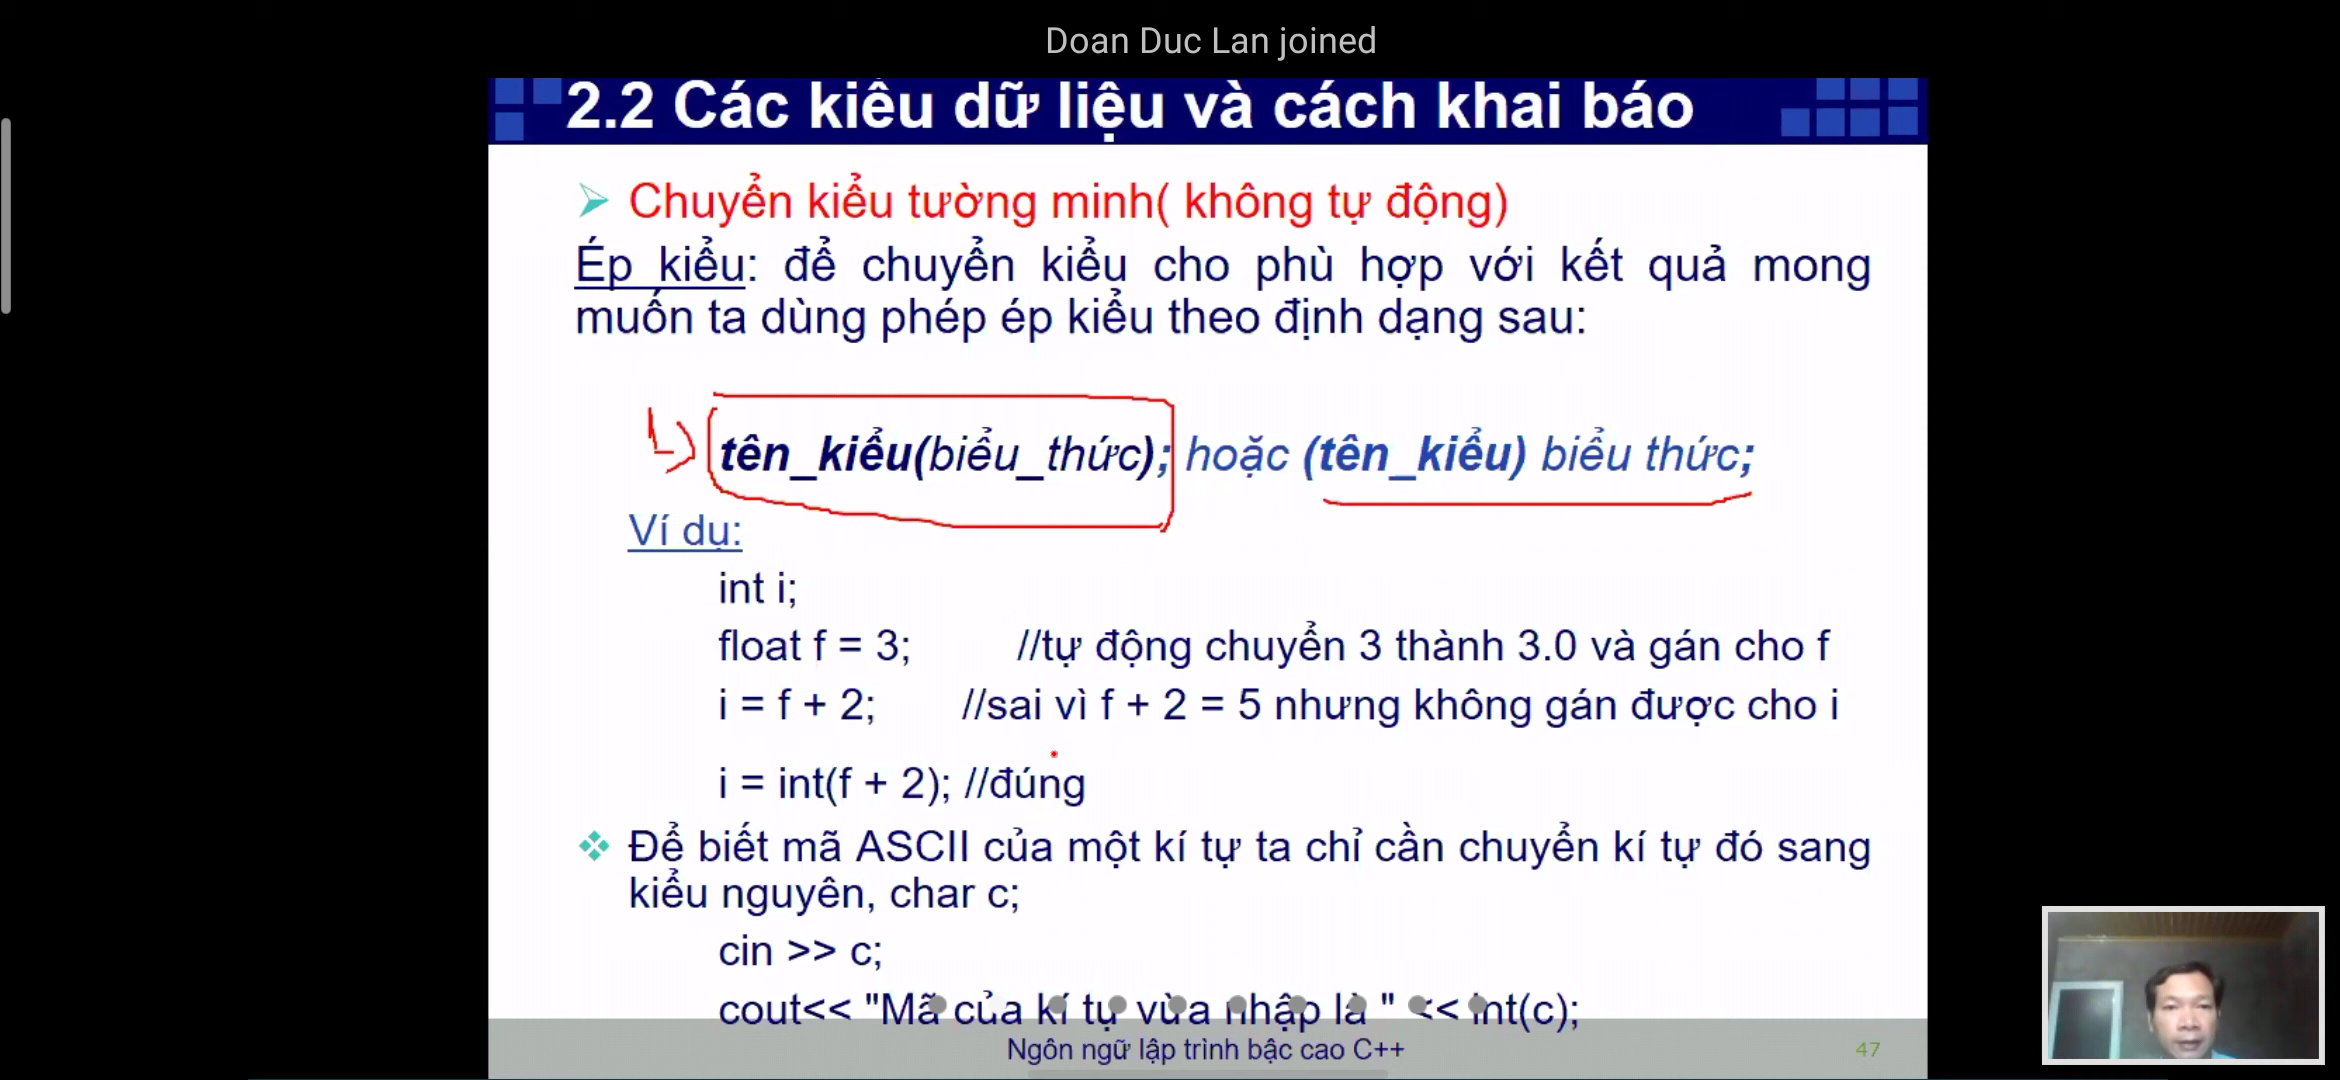 Doan Duc Lan joined
2.2 Các kiểu dữ liệu và cách khai báo
Chuyển kiểu tường minh( không tự động)
Ép kiểu: để chuyển kiểu cho phù hợp với kết quả mong
muốn ta dùng phép ép kiểu theo định dạng sau:
tên_kiểu(biểu_thức); hoặc (tên_kiểu) biểu thức;
Ví dụ:
int i;
float f = 3; //tự động chuyển 3 thành 3.0 và gán cho f
i = f + 2; //sai vì f + 2 = 5 nhưng không gán được cho i
i = int(f + 2); //đúng
Để biết mã ASCII của một kí tự ta chỉ cần chuyển kí tự đó sang
kiểu nguyên, char c;
cin >> c;
cout<< "Mã của kí tự vừa nhập là " << int(c);
Ngôn ngữ lập trình bậc cao C++
47